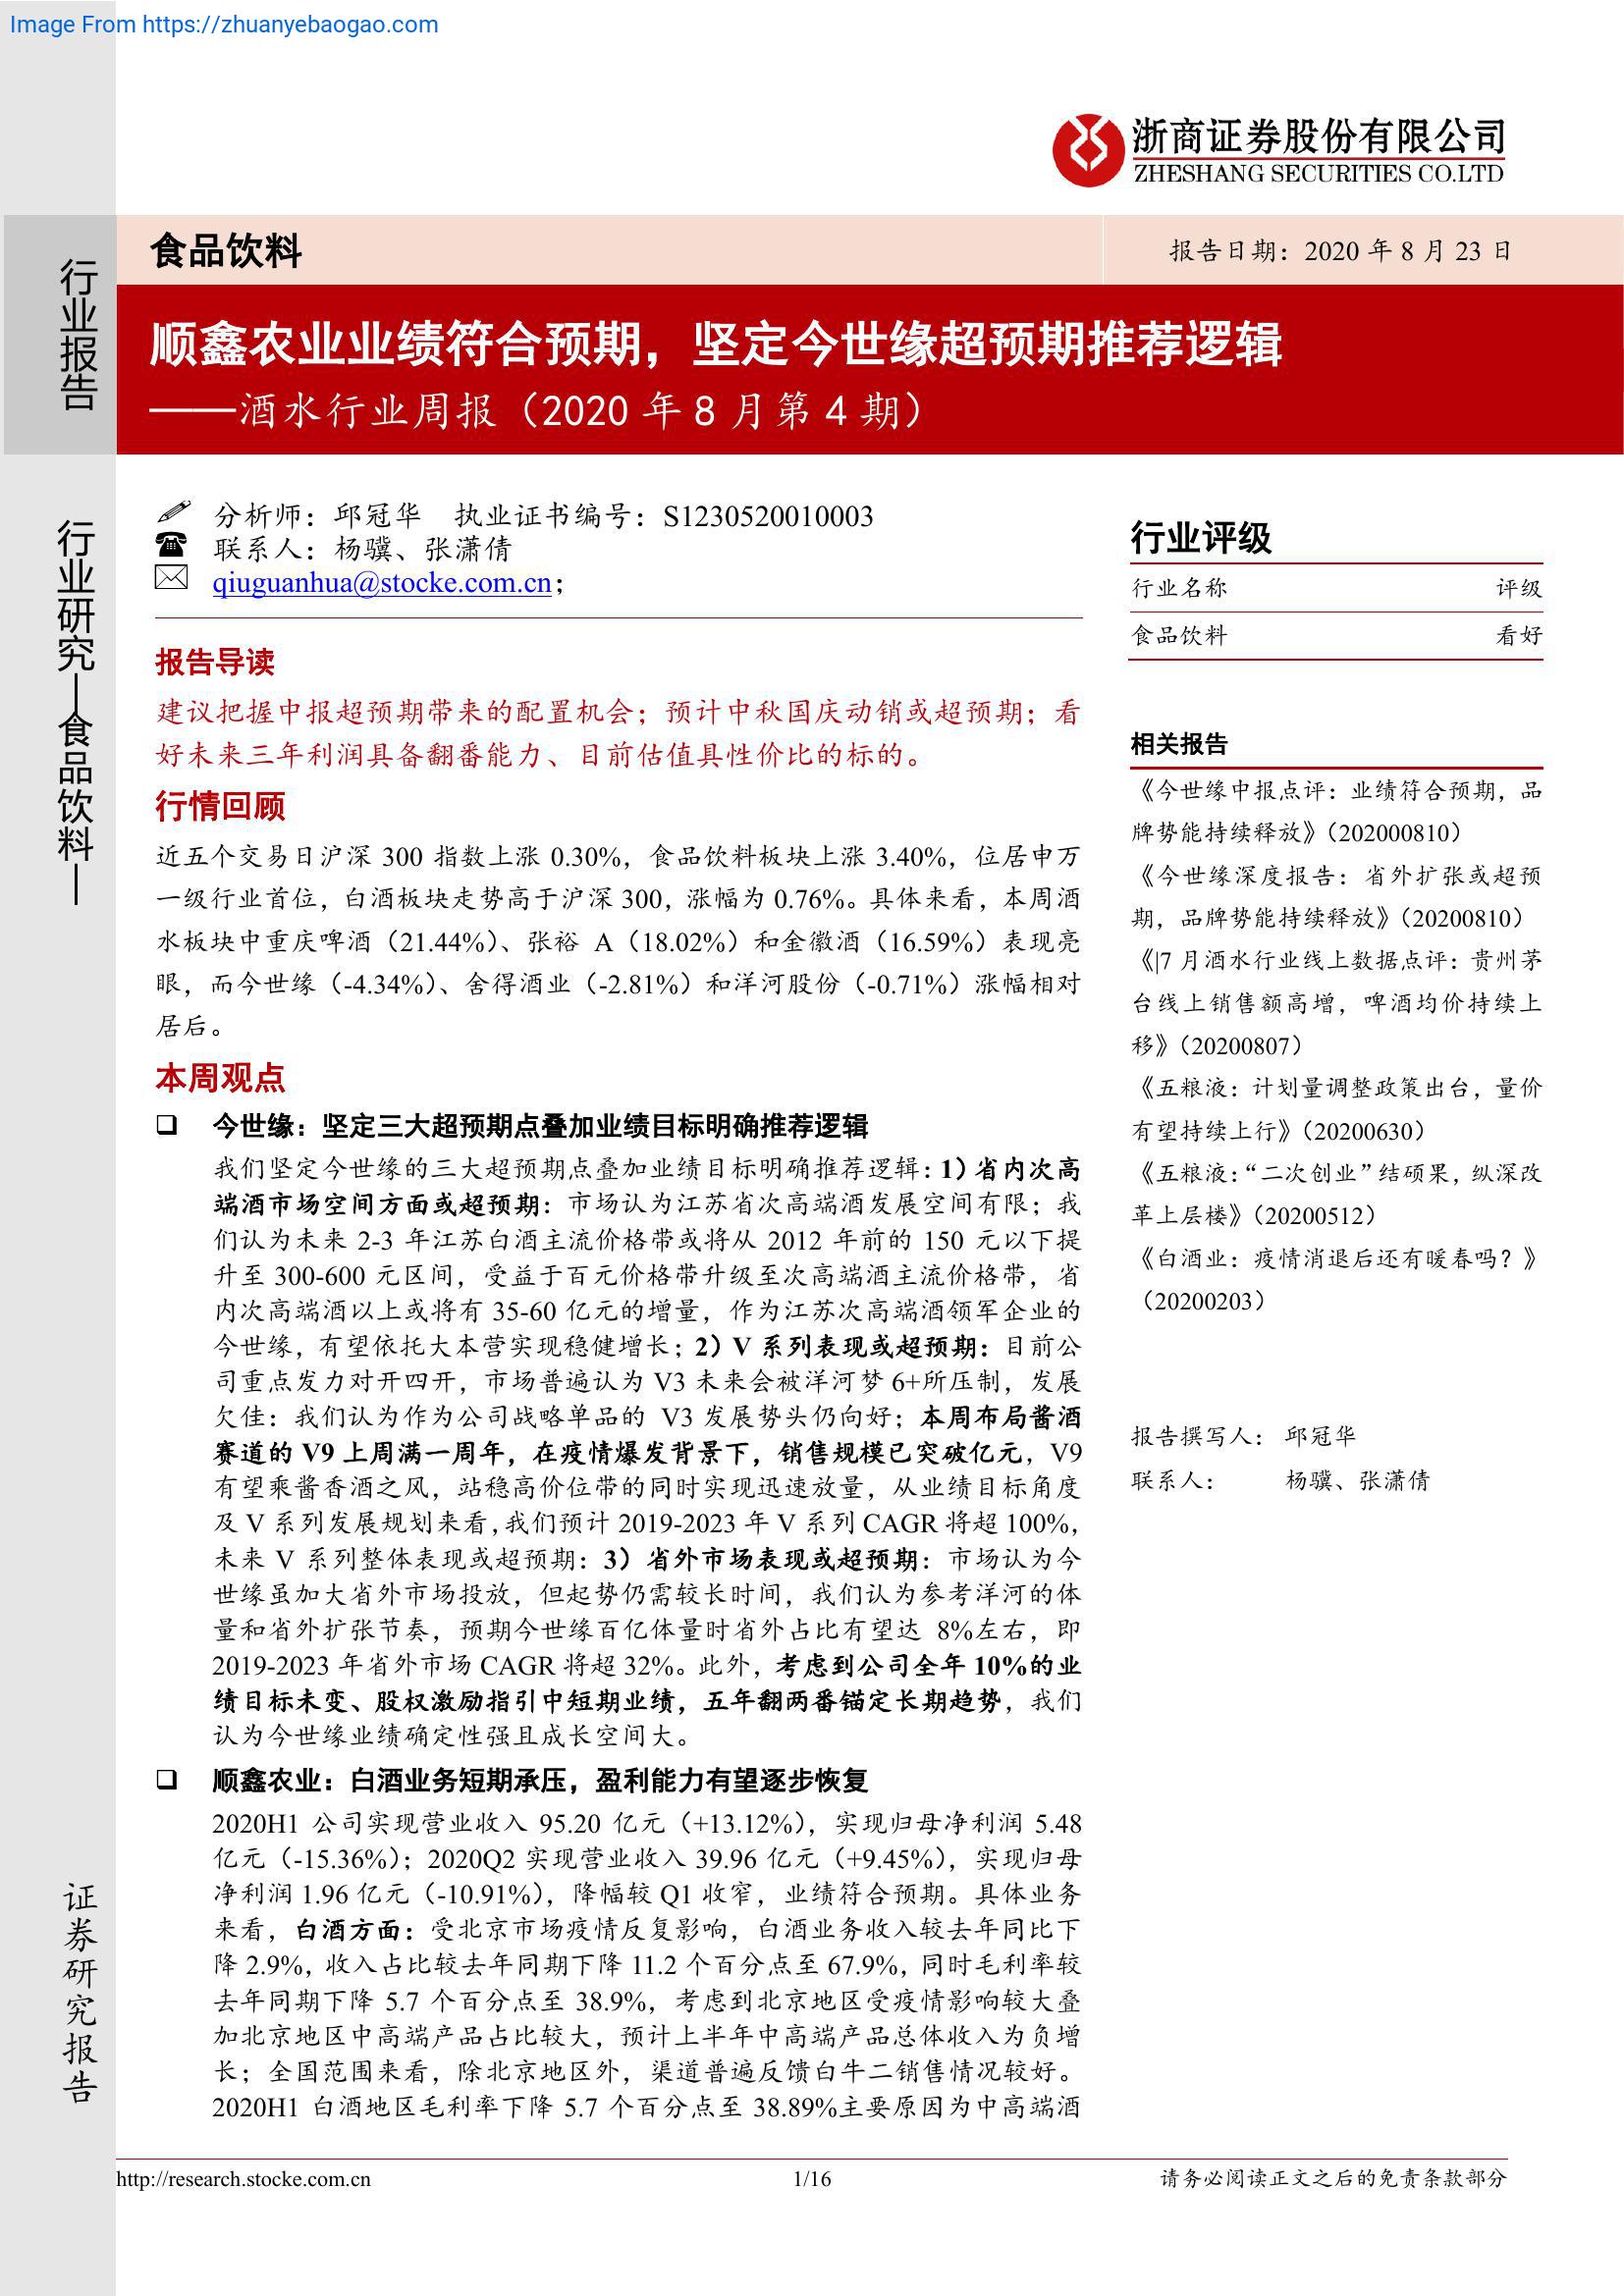 Image From https://zhuanyebaogao.com
浙商证券股份有限公司
ZHESHANG SECURITIES CO.LTD
行业报告
食品饮料
报告日期：2020 年 8 月 23 日
顺鑫农业业绩符合预期，坚定今世缘超预期推荐逻辑
——酒水行业周报（2020 年 8 月第 4 期）
行业研究—食品饮料—
分析师：邱冠华 执业证书编号：S1230520010003
联系人：杨骥、张潇倩
qiuguanhua@stocke.com.cn；
报告导读
建议把握中报超预期带来的配置机会；预计中秋国庆动销或超预期；看
好未来三年利润具备翻番能力、目前估值具性价比的标的。
行情回顾
近五个交易日沪深 300 指数上涨 0.30%，食品饮料板块上涨 3.40%，位居申万
一级行业首位，白酒板块走势高于沪深 300，涨幅为 0.76%。具体来看，本周酒
水板块中重庆啤酒（21.44%）、张裕 A（18.02%）和金徽酒（16.59%）表现亮
眼，而今世缘（-4.34%）、舍得酒业（-2.81%）和洋河股份（-0.71%）涨幅相对
居后。
本周观点
❑ 今世缘：坚定三大超预期点叠加业绩目标明确推荐逻辑
我们坚定今世缘的三大超预期点叠加业绩目标明确推荐逻辑：1）省内次高
端酒市场空间方面或超预期：市场认为江苏省次高端酒发展空间有限；我
们认为未来 2-3 年江苏白酒主流价格带或将从 2012 年前的 150 元以下提
升至 300-600 元区间，受益于百元价格带升级至次高端酒主流价格带，省
内次高端酒以上或将有 35-60 亿元的增量，作为江苏次高端酒领军企业的
今世缘，有望依托大本营实现稳健增长；2）V 系列表现或超预期：目前公
司重点发力对开四开，市场普遍认为 V3 未来会被洋河梦 6+所压制，发展
欠佳：我们认为作为公司战略单品的 V3 发展势头仍向好；本周布局酱酒
赛道的 V9 上周满一周年，在疫情爆发背景下，销售规模已突破亿元，V9
有望乘酱香酒之风，站稳高价位带的同时实现迅速放量，从业绩目标角度
及 V 系列发展规划来看,我们预计 2019-2023 年 V 系列 CAGR 将超 100%，
未来 V 系列整体表现或超预期：3）省外市场表现或超预期：市场认为今
世缘虽加大省外市场投放，但起势仍需较长时间，我们认为参考洋河的体
量和省外扩张节奏，预期今世缘百亿体量时省外占比有望达 8%左右，即
2019-2023 年省外市场 CAGR 将超 32%。此外，考虑到公司全年 10%的业
绩目标未变、股权激励指引中短期业绩，五年翻两番锚定长期趋势，我们
认为今世缘业绩确定性强且成长空间大。
❑ 顺鑫农业：白酒业务短期承压，盈利能力有望逐步恢复
2020H1 公司实现营业收入 95.20 亿元（+13.12%），实现归母净利润 5.48
亿元（-15.36%）；2020Q2 实现营业收入 39.96 亿元（+9.45%），实现归母
净利润 1.96 亿元（-10.91%），降幅较 Q1 收窄，业绩符合预期。具体业务
来看，白酒方面：受北京市场疫情反复影响，白酒业务收入较去年同比下
降 2.9%，收入占比较去年同期下降 11.2 个百分点至 67.9%，同时毛利率较
去年同期下降 5.7 个百分点至 38.9%，考虑到北京地区受疫情影响较大叠
加北京地区中高端产品占比较大，预计上半年中高端产品总体收入为负增
长；全国范围来看，除北京地区外，渠道普遍反馈白牛二销售情况较好。
2020H1 白酒地区毛利率下降 5.7 个百分点至 38.89%主要原因为中高端酒
行业评级
行业名称 评级
食品饮料 看好
相关报告
《今世缘中报点评：业绩符合预期，品
牌势能持续释放》（202000810）
《今世缘深度报告：省外扩张或超预
期，品牌势能持续释放》（20200810）
《|7 月酒水行业线上数据点评：贵州茅
台线上销售额高增，啤酒均价持续上
移》（20200807）
《五粮液：计划量调整政策出台，量价
有望持续上行》（20200630）
《五粮液：“二次创业”结硕果，纵深改
革上层楼》（20200512）
《白酒业：疫情消退后还有暖春吗？》
（20200203）
报告撰写人： 邱冠华
联系人： 杨骥、张潇倩
证券研究报告
http://research.stocke.com.cn
1/16
请务必阅读正文之后的免责条款部分